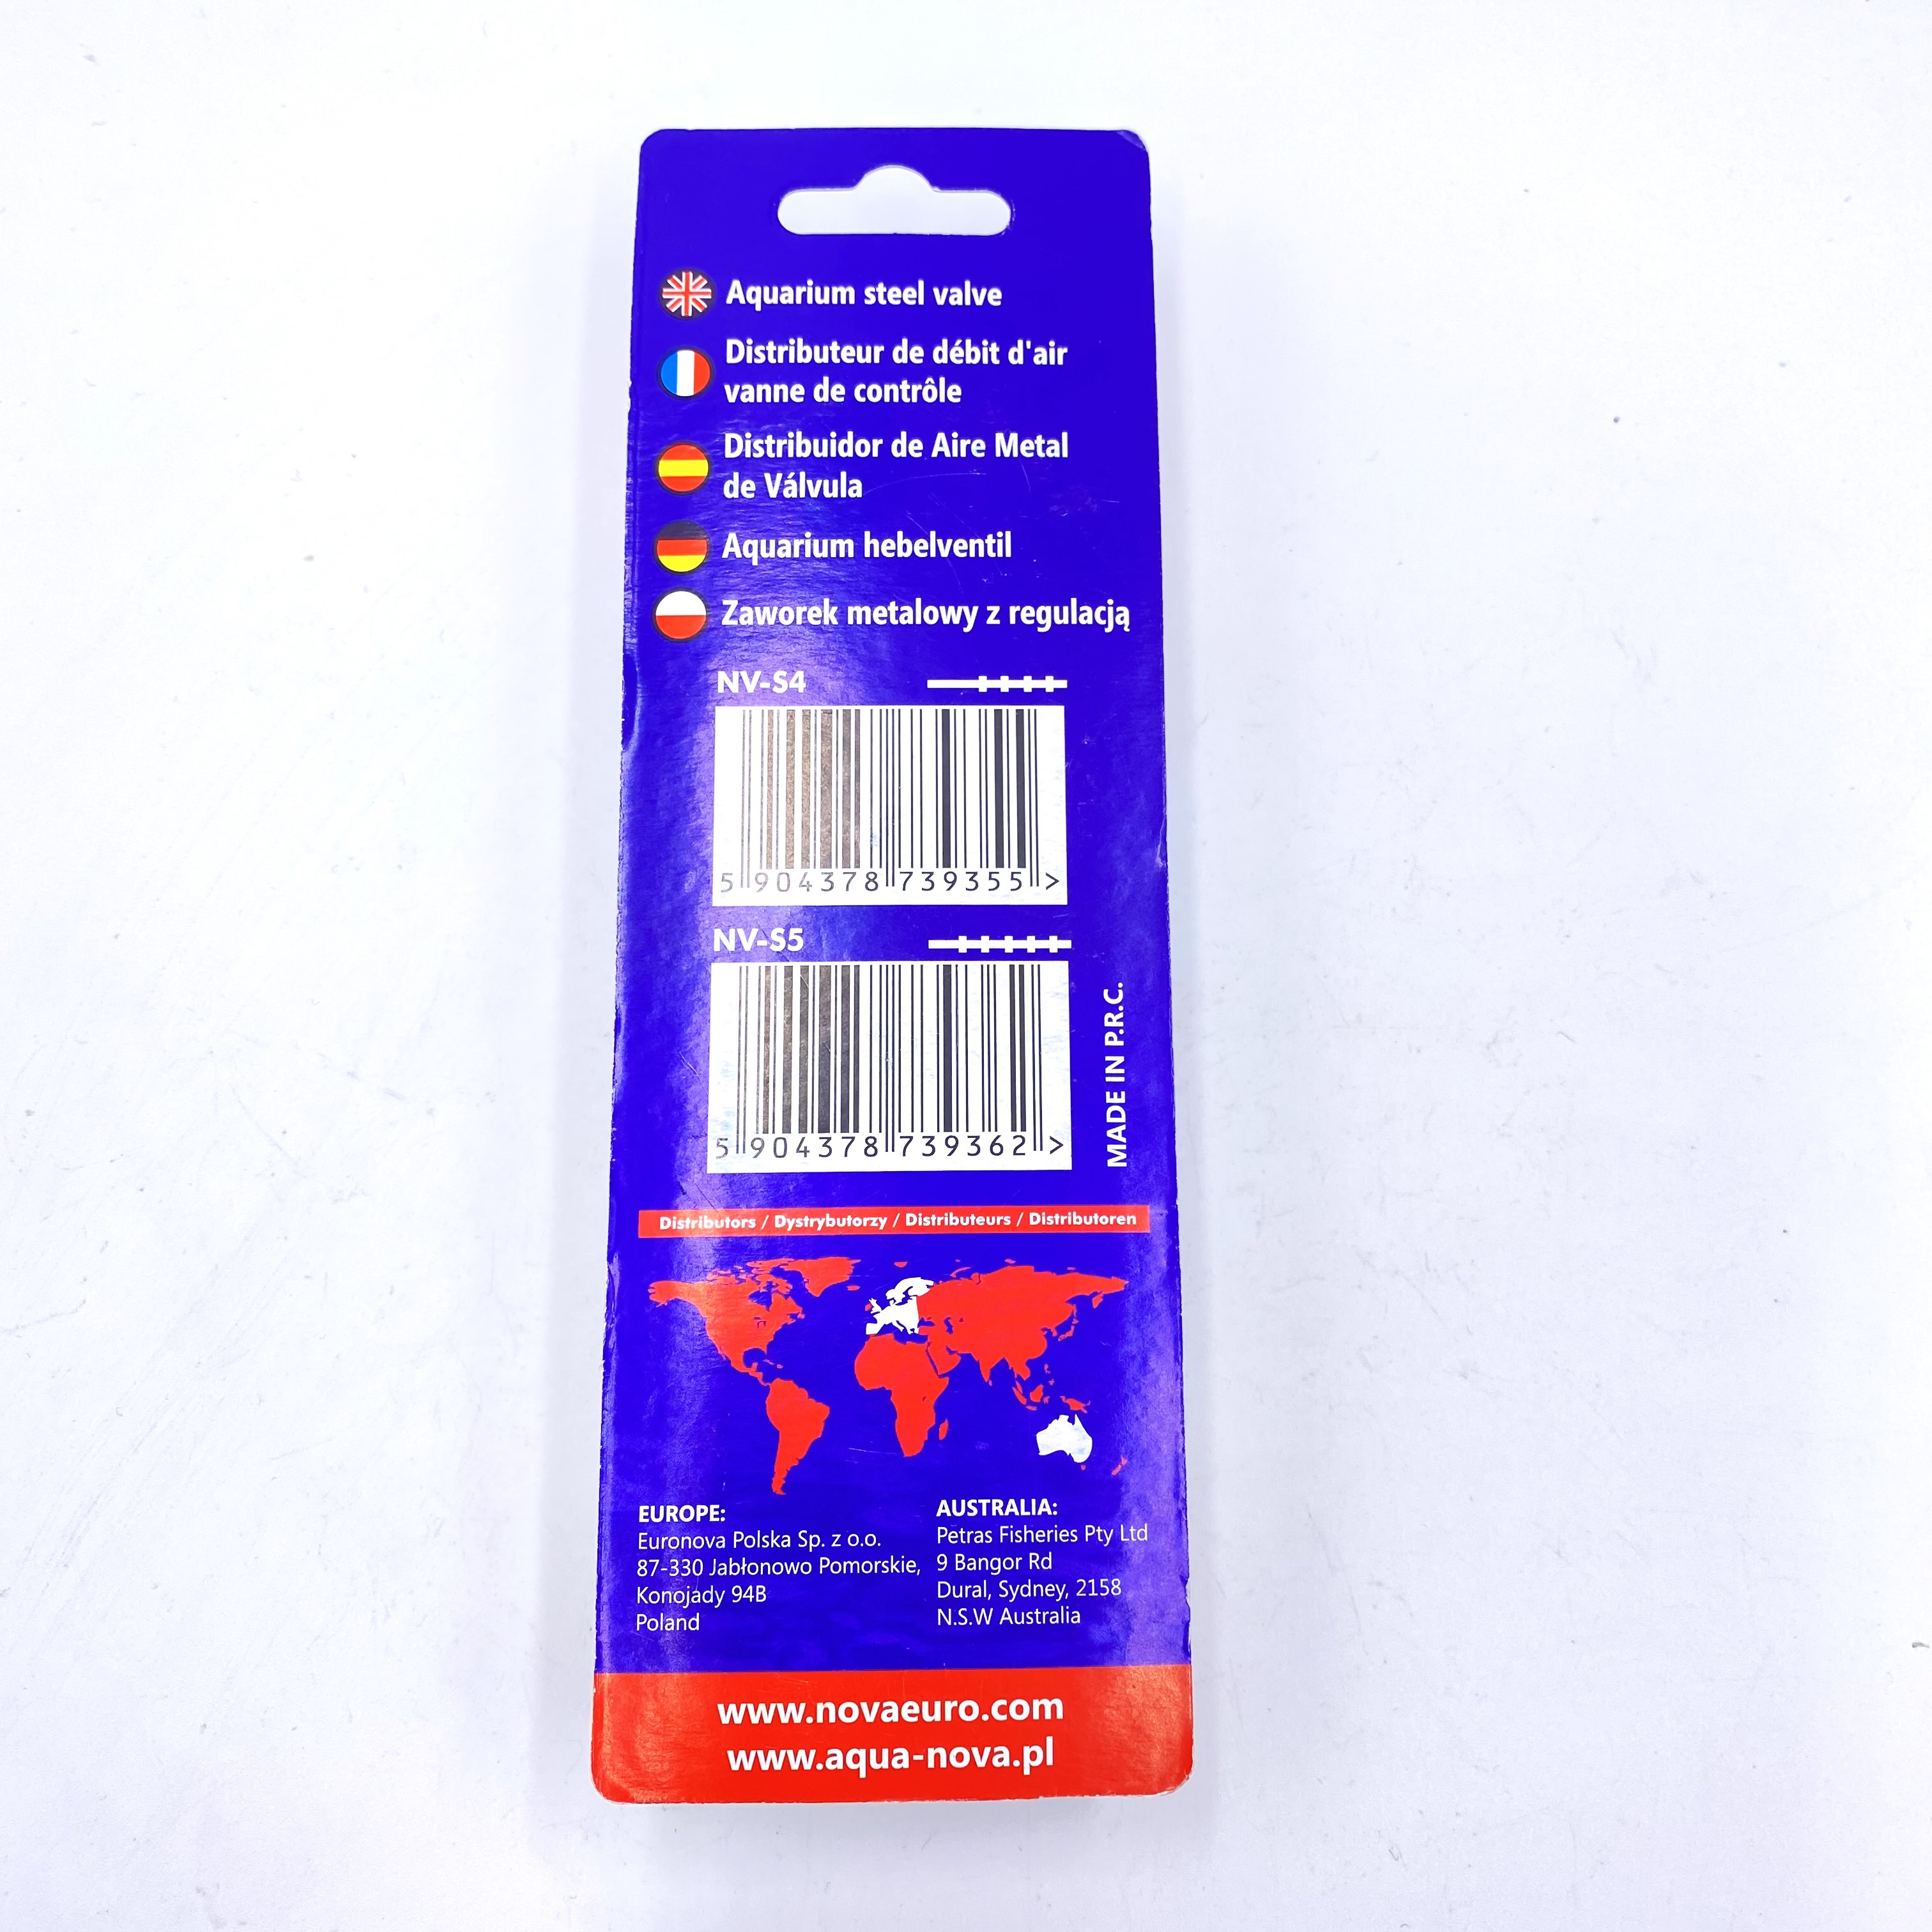 Aquarium steel valve
Distributeur de débit d'air
vanne de contrôle
Distribuidor de Aire Metal
de Válvula
Aquarium hebelventil
Zaworek metalowy z regulacją
NV-S4
5 904378 739355 >
NV-S5
5 904378 739362 >
MADE IN P.R.C.
Distributors / Dystrybutorzy / Distributeurs / Distributoren
EUROPE:
Euronova Polska Sp. z o.o.
87-330 Jabłonowo Pomorskie,
Konojady 94B
Poland
AUSTRALIA:
Petras Fisheries Pty Ltd
9 Bangor Rd
Dural, Sydney, 2158
N.S.W Australia
www.novaeuro.com
www.aqua-nova.pl